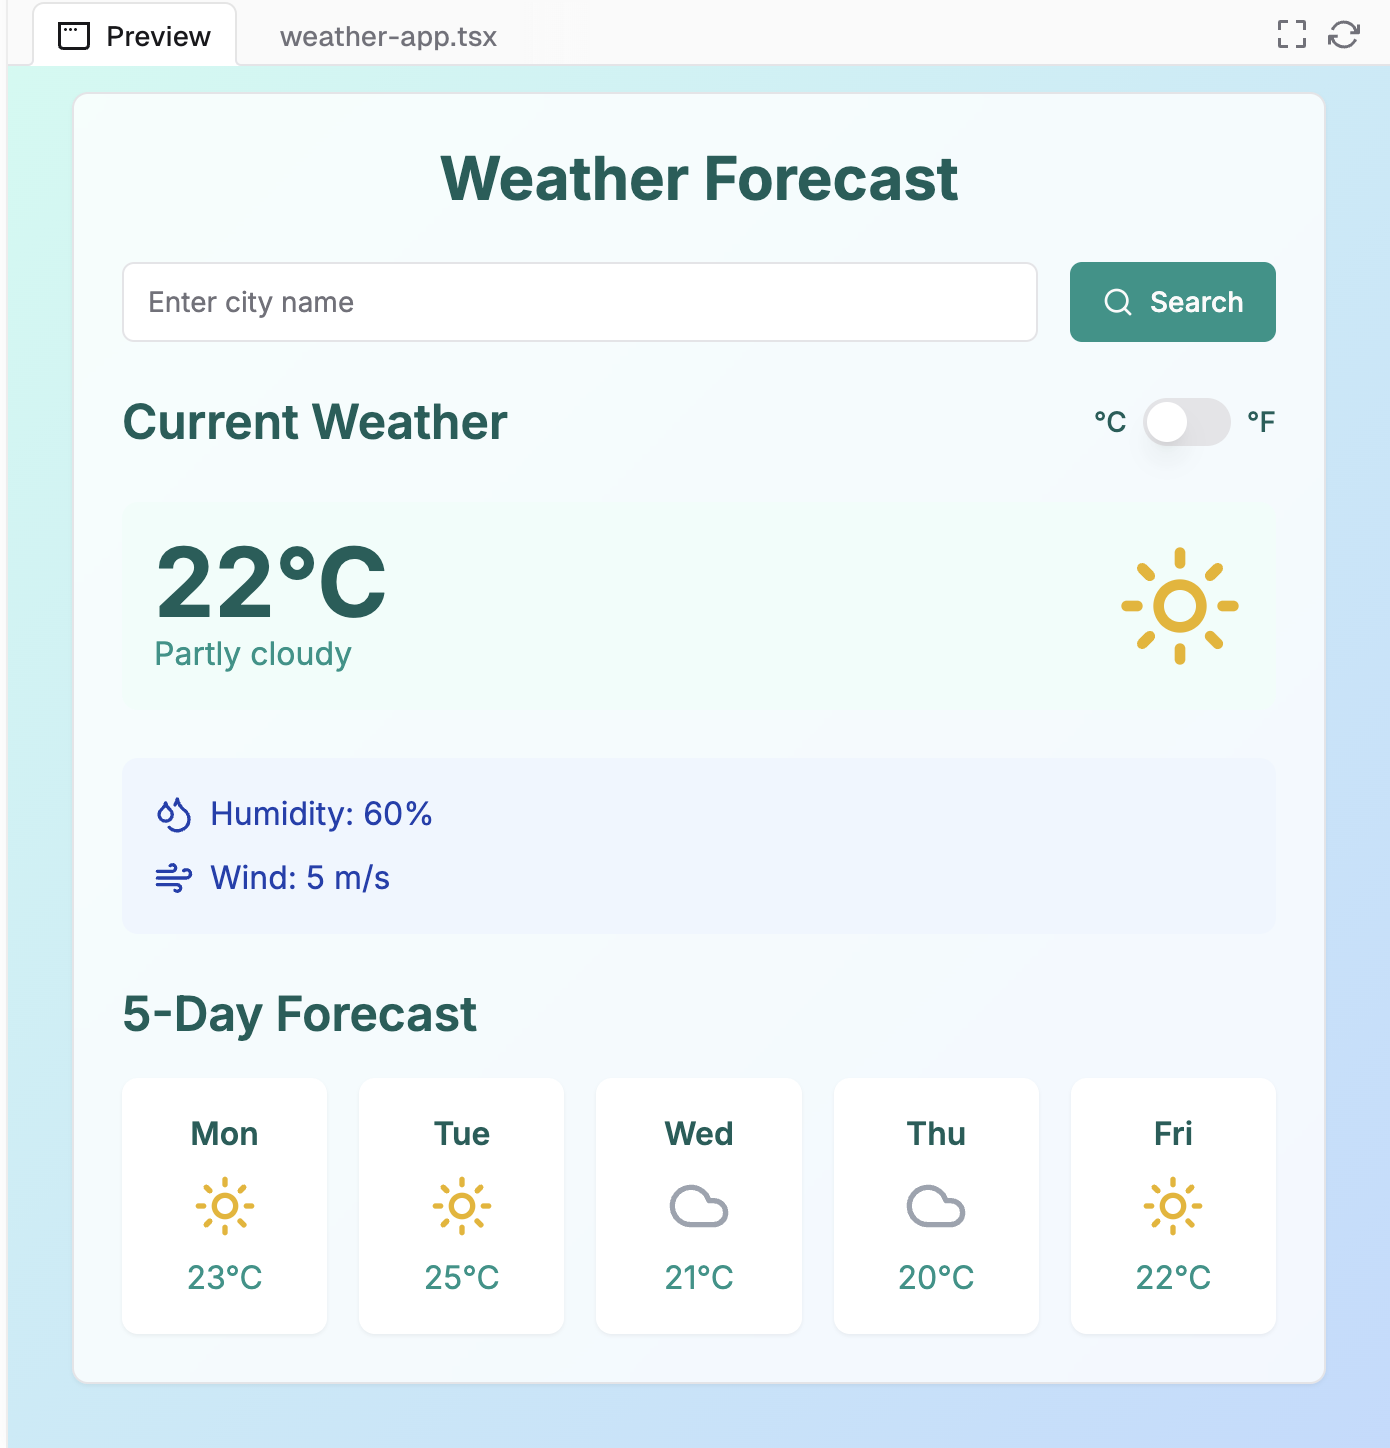 Preview weather-app.tsx
Weather Forecast
Enter city name Search
Current Weather °C °F
22°C
Partly cloudy
Humidity: 60%
Wind: 5 m/s
5-Day Forecast
Mon Tue Wed Thu Fri
23°C 25°C 21°C 20°C 22°C